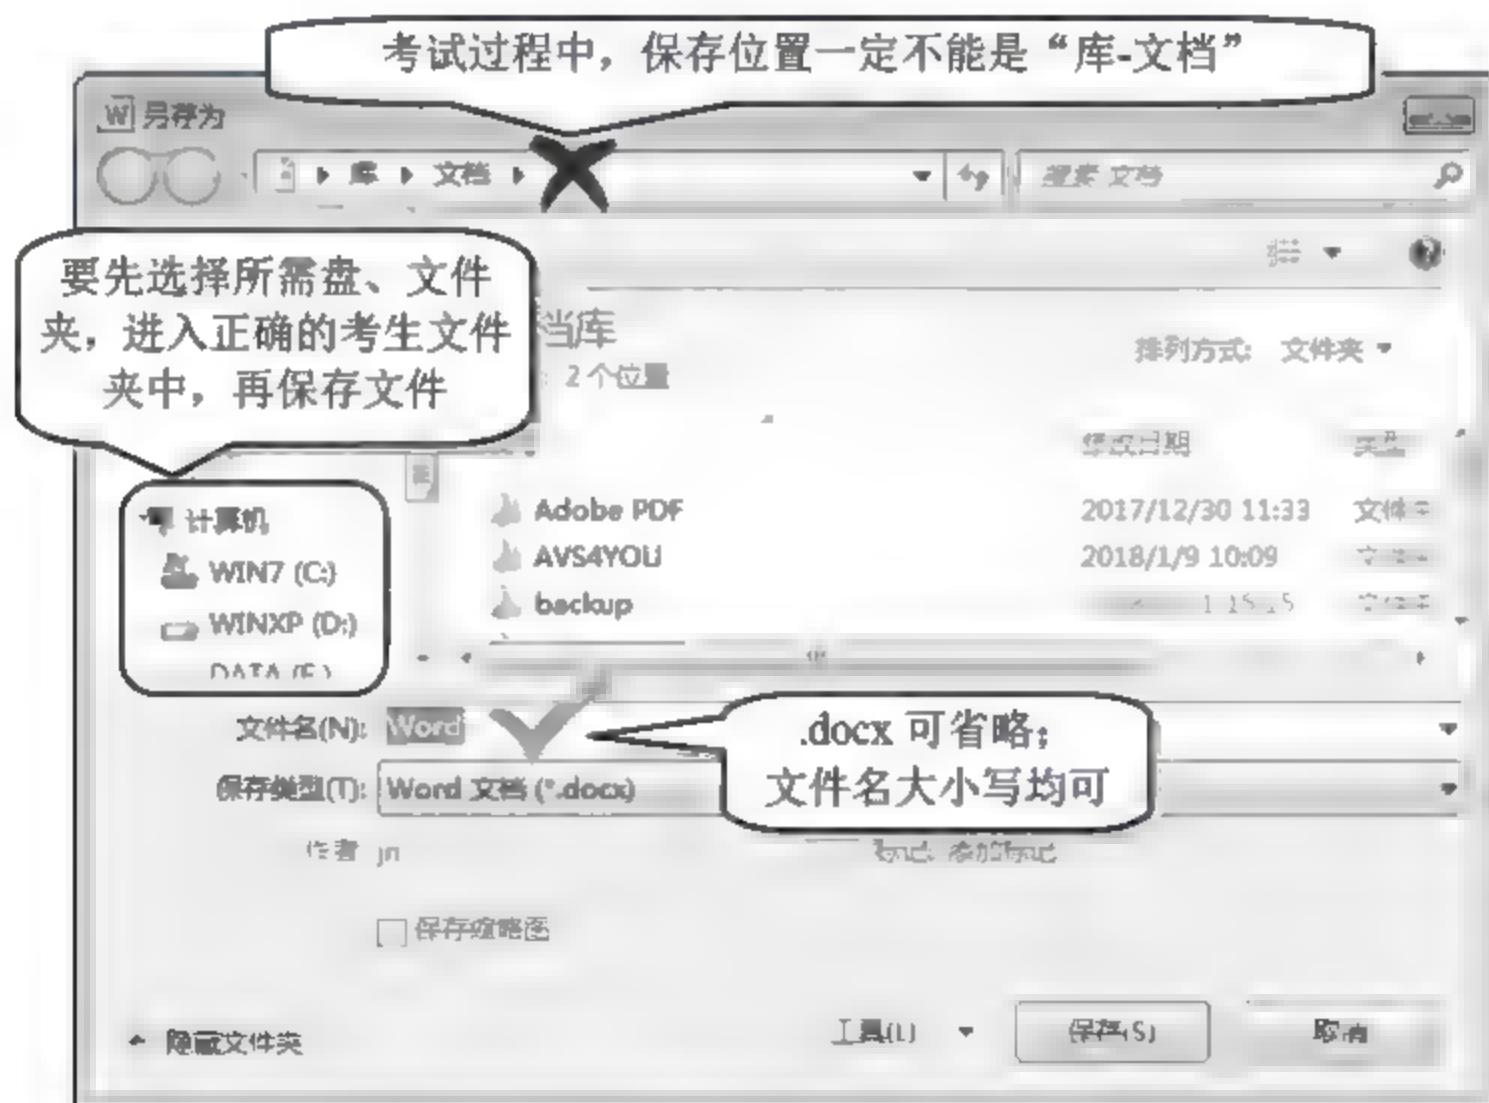 考试过程中，保存位置一定不能是“库-文档”
另存为
库 文档
搜索 文档
要先选择所需盘、文件
夹，进入正确的考生文件
夹中，再保存文件
当库
2 个位置
排列方式: 文件夹
修改日期 类型
计算机
WIN7 (C:)
WINXP (D:)
Adobe PDF 2017/12/30 11:33 文件
AVS4YOU 2018/1/9 10:09
backup
文件名(N): Word
保存类型(T): Word 文档 (*.docx)
.docx 可省略；
文件名大小写均可
作者 jn
保存缩略图
隐藏文件夹
工具(L) 保存(S) 取消